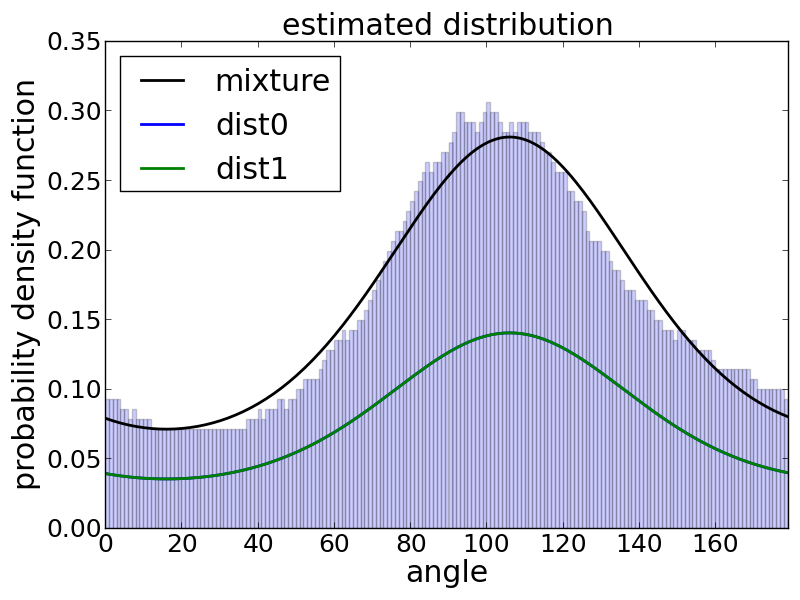 estimated distribution
mixture
dist0
dist1
probability density function
0.35
0.30
0.25
0.20
0.15
0.10
0.05
0.00
0 20 40 60 80 100 120 140 160
angle